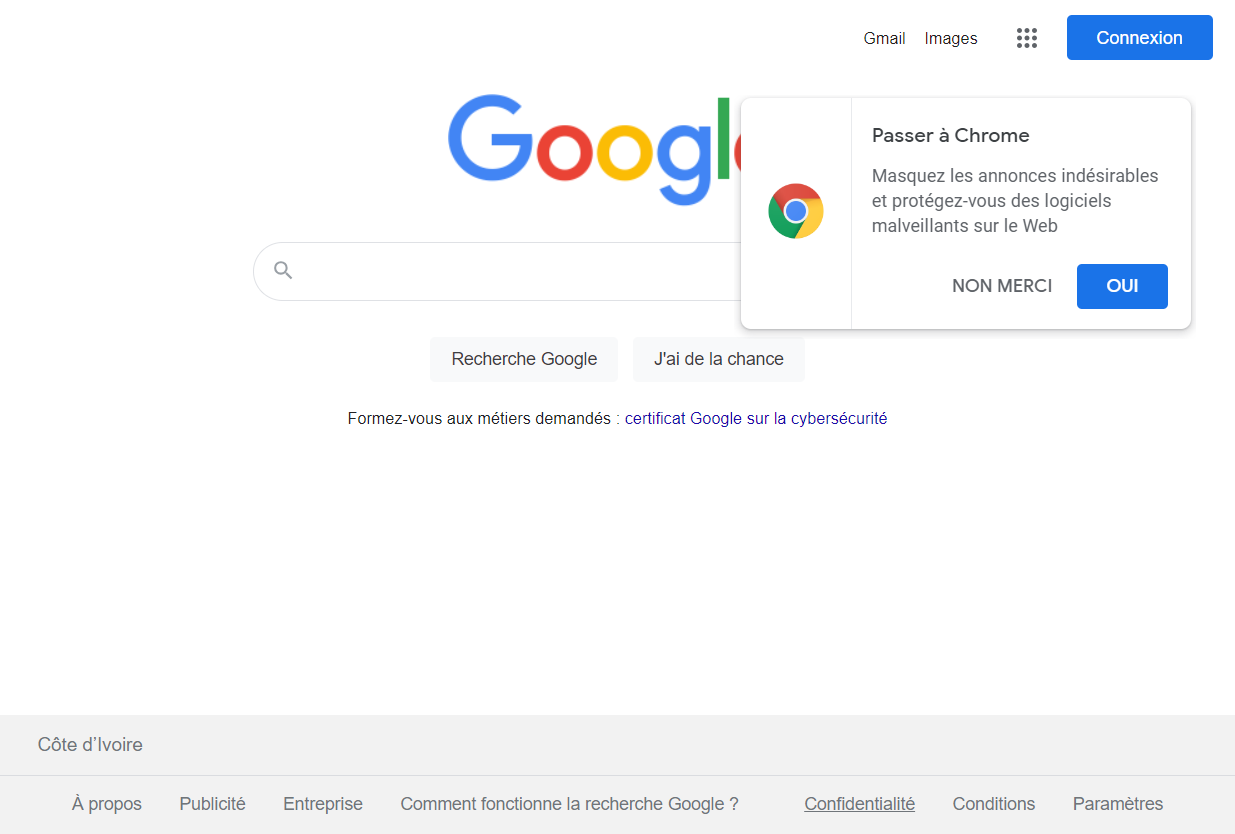 Gmail Images Connexion
Google
Passer à Chrome
Masquez les annonces indésirables
et protégez-vous des logiciels
malveillants sur le Web
NON MERCI OUI
Recherche Google J'ai de la chance
Formez-vous aux métiers demandés : certificat Google sur la cybersécurité
Côte d’Ivoire
À propos Publicité Entreprise Comment fonctionne la recherche Google ? Confidentialité Conditions Paramètres